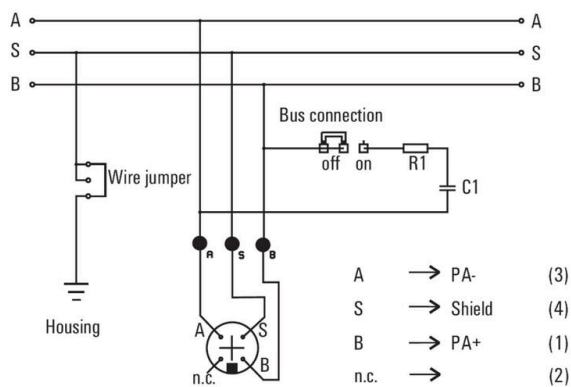 A A
S S
B B
Bus connection
off on R1
C1
Wire jumper
A S B
Housing
A S
n.c. B
A → PA- (3)
S → Shield (4)
B → PA+ (1)
n.c. → (2)